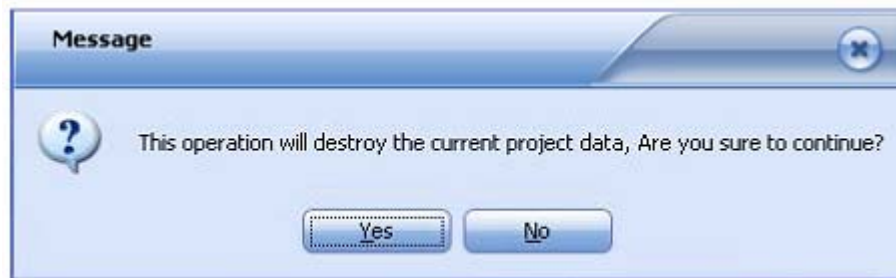 Message
This operation will destroy the current project data, Are you sure to continue?
Yes
No